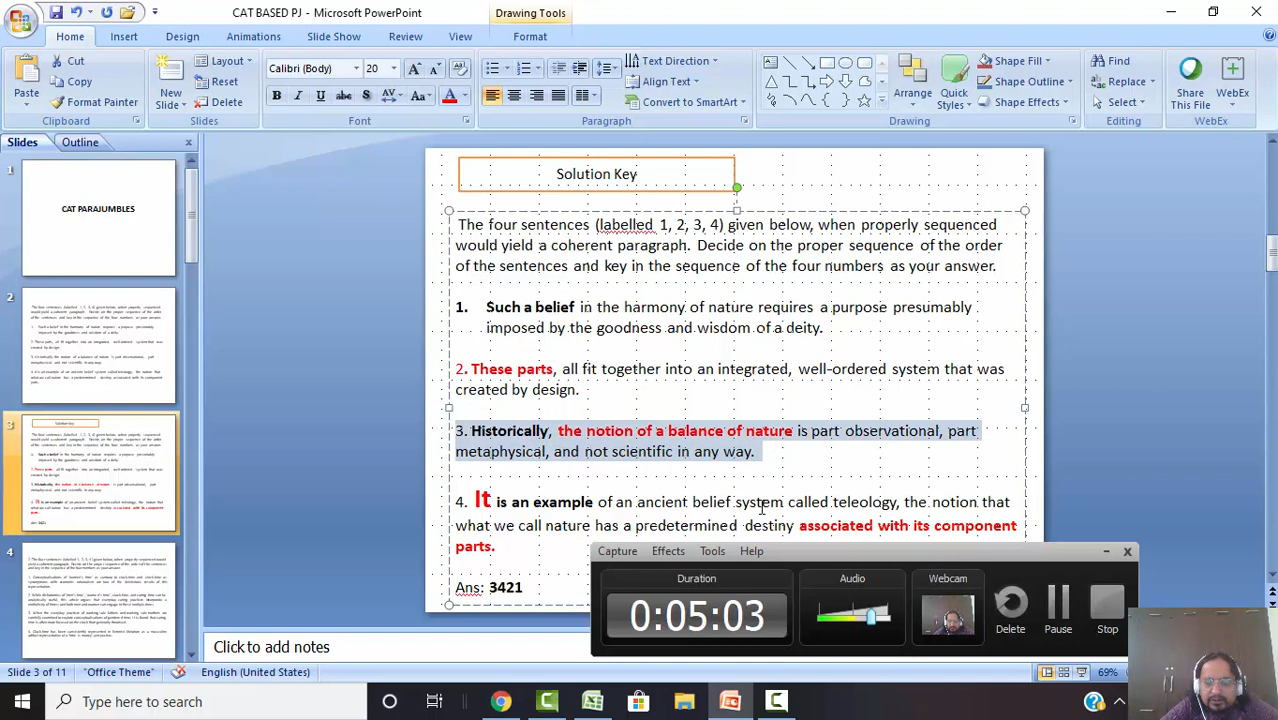 CAT BASED PJ - Microsoft PowerPoint
Drawing Tools
Home Insert Design Animations Slide Show Review View Format
Paste
Cut
Copy
Format Painter
Clipboard
New Slide
Layout
Reset
Delete
Slides
Calibri (Body) 20
B I U abc S AV Aa A
Font
Text Direction
Align Text
Convert to SmartArt
Paragraph
Arrange
Quick Styles
Shape Fill
Shape Outline
Shape Effects
Drawing
Find
Replace
Select
Editing
Share This File
WebEx
WebEx
Slides Outline
1
CAT PARAJUMBLES
2
3
4
Solution Key
The four sentences (labelled 1, 2, 3, 4) given below, when properly sequenced
would yield a coherent paragraph. Decide on the proper sequence of the order
of the sentences and key in the sequence of the four numbers as your answer.
1. Such a belief in the harmony of nature requires a purpose presumably
imposed by the goodness and wisdom of a deity.
2. These parts, all fit together into an integrated, well-ordered system that was
created by design.
3. Historically, the notion of a balance of nature is part observational, part
metaphysical, and not scientific in any way.
4. It is an example of an ancient belief system called teleology, the notion that
what we call nature has a predetermined destiny associated with its component
parts.
Ans: 3421
Capture Effects Tools Help
Duration
0:05:03
Audio
Webcam
Delete Pause Stop
Click to add notes
Slide 3 of 11 "Office Theme" English (United States) 69%
Type here to search